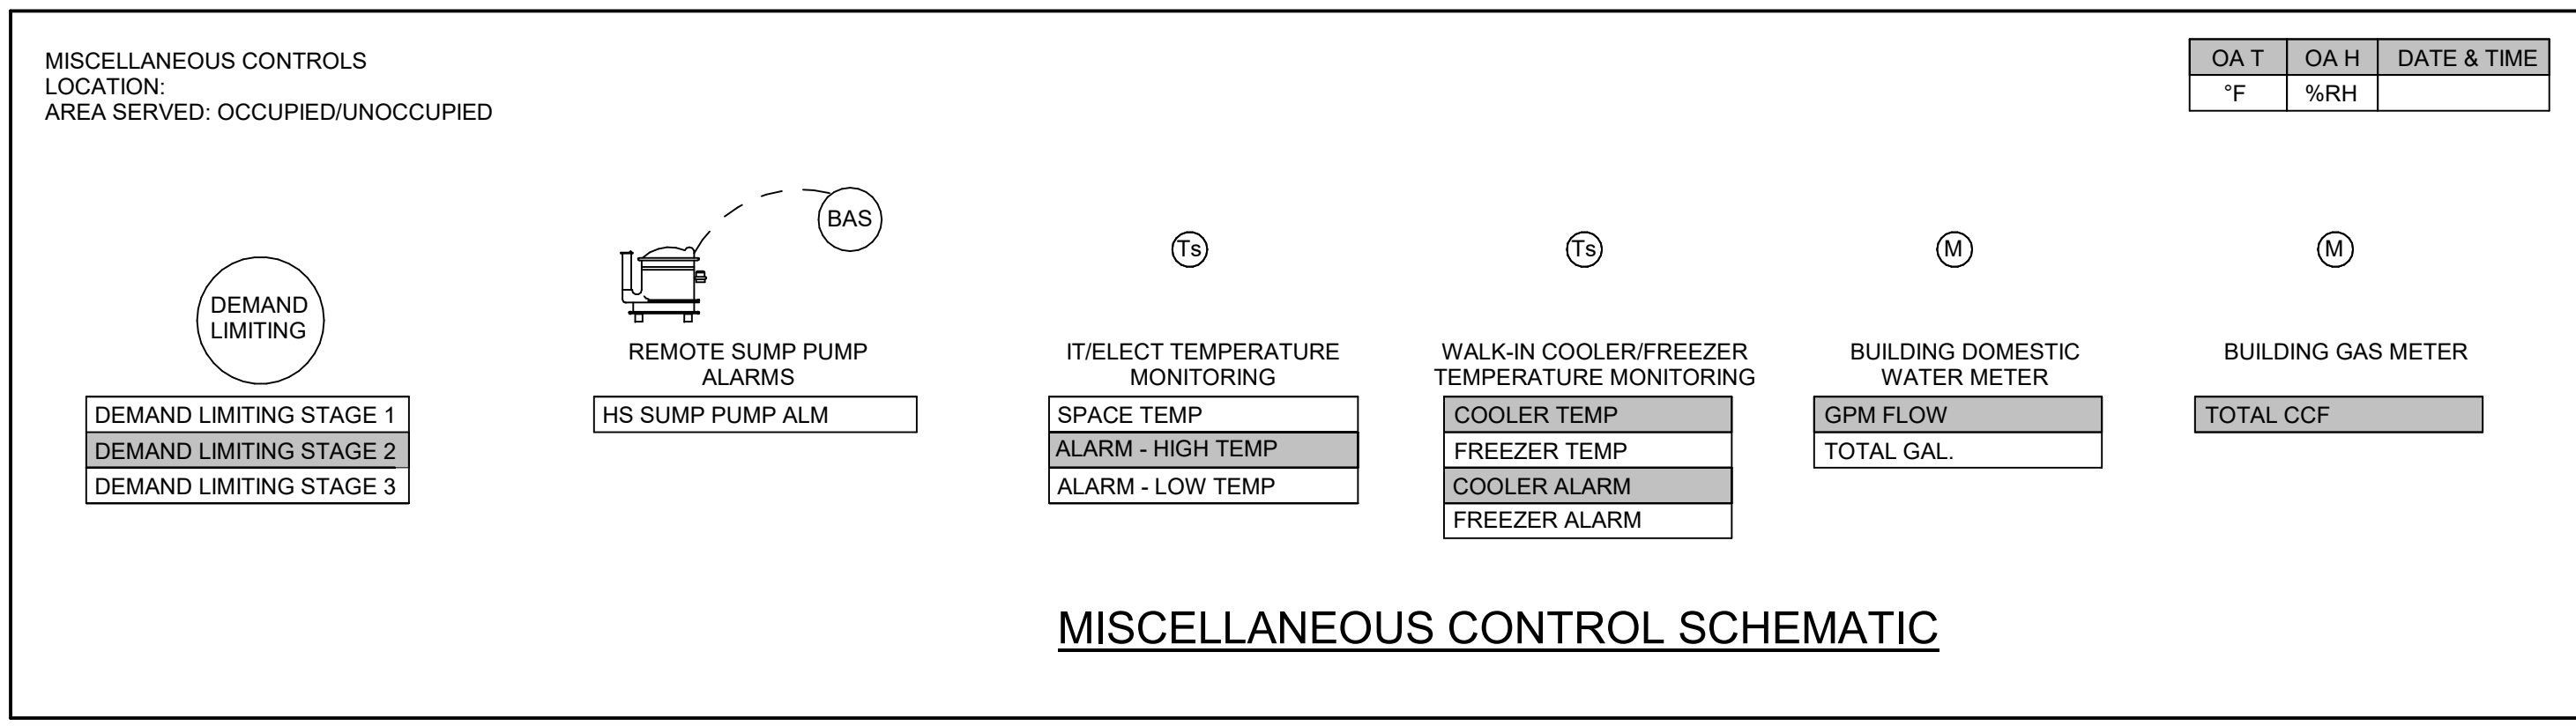 MISCELLANEOUS CONTROLS
LOCATION:
AREA SERVED: OCCUPIED/UNOCCUPIED
OA T OA H DATE & TIME
°F %RH
DEMAND
LIMITING
DEMAND LIMITING STAGE 1
DEMAND LIMITING STAGE 2
DEMAND LIMITING STAGE 3
BAS
REMOTE SUMP PUMP
ALARMS
HS SUMP PUMP ALM
Ts
IT/ELECT TEMPERATURE
MONITORING
SPACE TEMP
ALARM - HIGH TEMP
ALARM - LOW TEMP
Ts
WALK-IN COOLER/FREEZER
TEMPERATURE MONITORING
COOLER TEMP
FREEZER TEMP
COOLER ALARM
FREEZER ALARM
M
BUILDING DOMESTIC
WATER METER
GPM FLOW
TOTAL GAL.
M
BUILDING GAS METER
TOTAL CCF
MISCELLANEOUS CONTROL SCHEMATIC